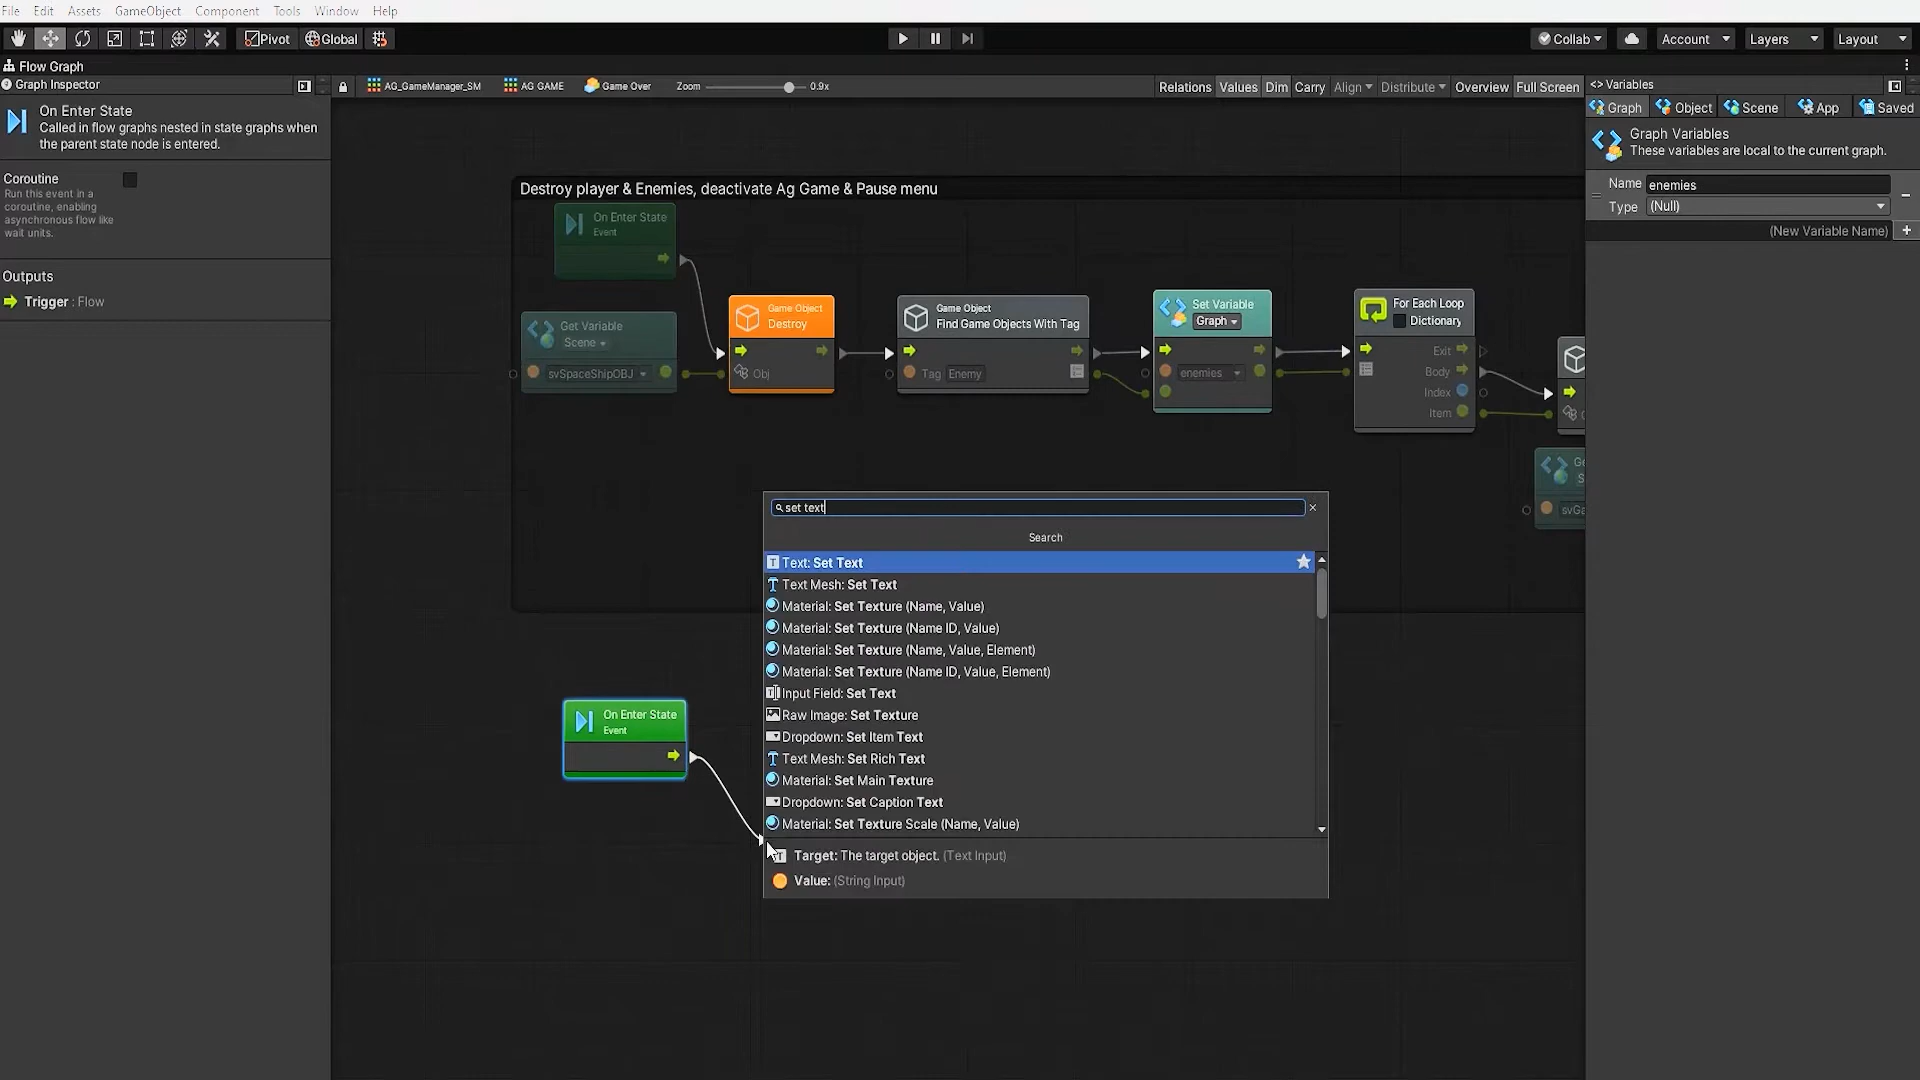 File Edit Assets GameObject Component Tools Window Help
Pivot Global Collab Account Layers Layout
Flow Graph
Graph Inspector
AG_GameManager_SM AG GAME Game Over Zoom 0.9x Relations Values Dim Carry Align Distribute Overview Full Screen
<> Variables
Graph Object Scene App Saved
On Enter State
Called in flow graphs nested in state graphs when
the parent state node is entered.
Graph Variables
These variables are local to the current graph.
Coroutine
Run this event in a
coroutine, enabling
asynchronous flow like
wait units.
Name enemies
Type (Null)
(New Variable Name)
Outputs
Trigger : Flow
Destroy player & Enemies, deactivate Ag Game & Pause menu
On Enter State
Event
Get Variable
Scene
svSpaceShipOBJ
Game Object
Destroy
Obj
Game Object
Find Game Objects With Tag
Tag Enemy
Set Variable
Graph
enemies
For Each Loop
Dictionary
Exit
Body
Index
Item
set text
Search
Text: Set Text
Text Mesh: Set Text
Material: Set Texture (Name, Value)
Material: Set Texture (Name ID, Value)
Material: Set Texture (Name, Value, Element)
Material: Set Texture (Name ID, Value, Element)
Input Field: Set Text
Raw Image: Set Texture
Dropdown: Set Item Text
Text Mesh: Set Rich Text
Material: Set Main Texture
Dropdown: Set Caption Text
Material: Set Texture Scale (Name, Value)
Target: The target object. (Text Input)
Value: (String Input)
On Enter State
Event